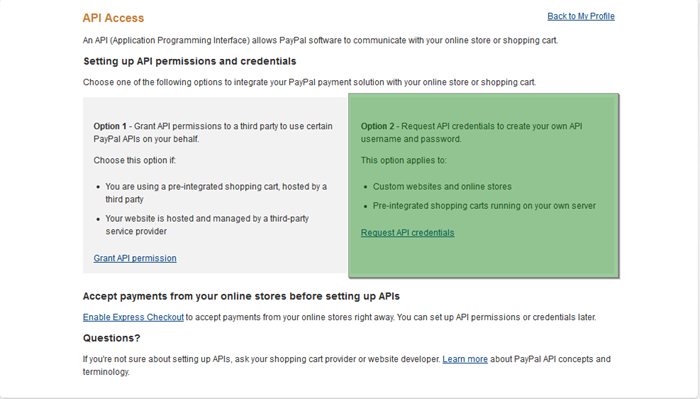 API Access
Back to My Profile
An API (Application Programming Interface) allows PayPal software to communicate with your online store or shopping cart.
Setting up API permissions and credentials
Choose one of the following options to integrate your PayPal payment solution with your online store or shopping cart.
Option 1 - Grant API permissions to a third party to use certain
PayPal APIs on your behalf.
Choose this option if:
• You are using a pre-integrated shopping cart, hosted by a
third party
• Your website is hosted and managed by a third-party
service provider
Grant API permission
Option 2 - Request API credentials to create your own API
username and password.
This option applies to:
• Custom websites and online stores
• Pre-integrated shopping carts running on your own server
Request API credentials
Accept payments from your online stores before setting up APIs
Enable Express Checkout to accept payments from your online stores right away. You can set up API permissions or credentials later.
Questions?
If you're not sure about setting up APIs, ask your shopping cart provider or website developer. Learn more about PayPal API concepts and
terminology.